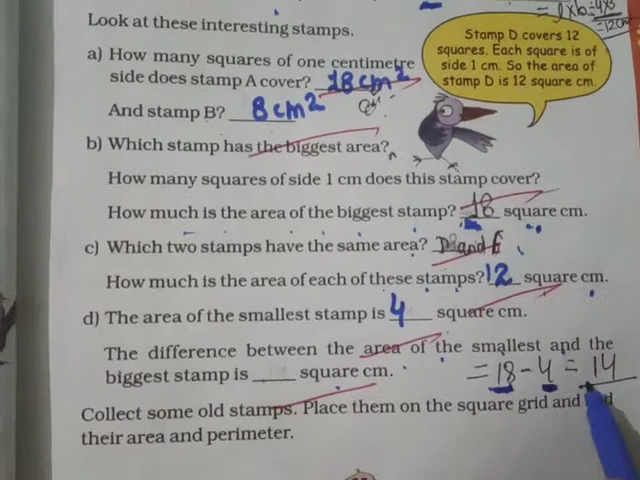 = l x b = 4x3
= 12cm
Look at these interesting stamps.
Stamp D covers 12
squares. Each square is of
side 1 cm. So the area of
stamp D is 12 square cm.
a) How many squares of one centimetre
side does stamp A cover? 18 cm²
And stamp B? 8 cm²
b) Which stamp has the biggest area?
How many squares of side 1 cm does this stamp cover?
How much is the area of the biggest stamp? 18 square cm.
c) Which two stamps have the same area? D and F
How much is the area of each of these stamps? 12 square cm.
d) The area of the smallest stamp is 4 square cm.
The difference between the area of the smallest and the
biggest stamp is ____ square cm. = 18 - 4 = 14
Collect some old stamps. Place them on the square grid and
their area and perimeter.